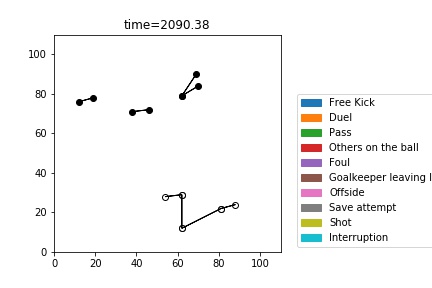 time=2090.38
100
80
60
40
20
0
0 20 40 60 80 100
Free Kick
Duel
Pass
Others on the ball
Foul
Goalkeeper leaving l
Offside
Save attempt
Shot
Interruption